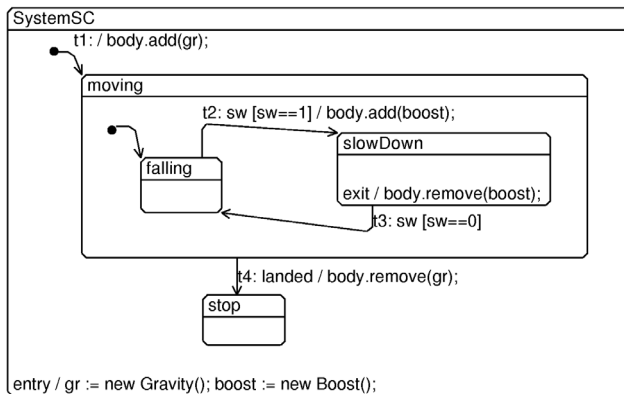 SystemSC
t1: / body.add(gr);
moving
t2: sw [sw==1] / body.add(boost);
slowDown
falling
exit / body.remove(boost);
t3: sw [sw==0]
t4: landed / body.remove(gr);
stop
entry / gr := new Gravity(); boost := new Boost();